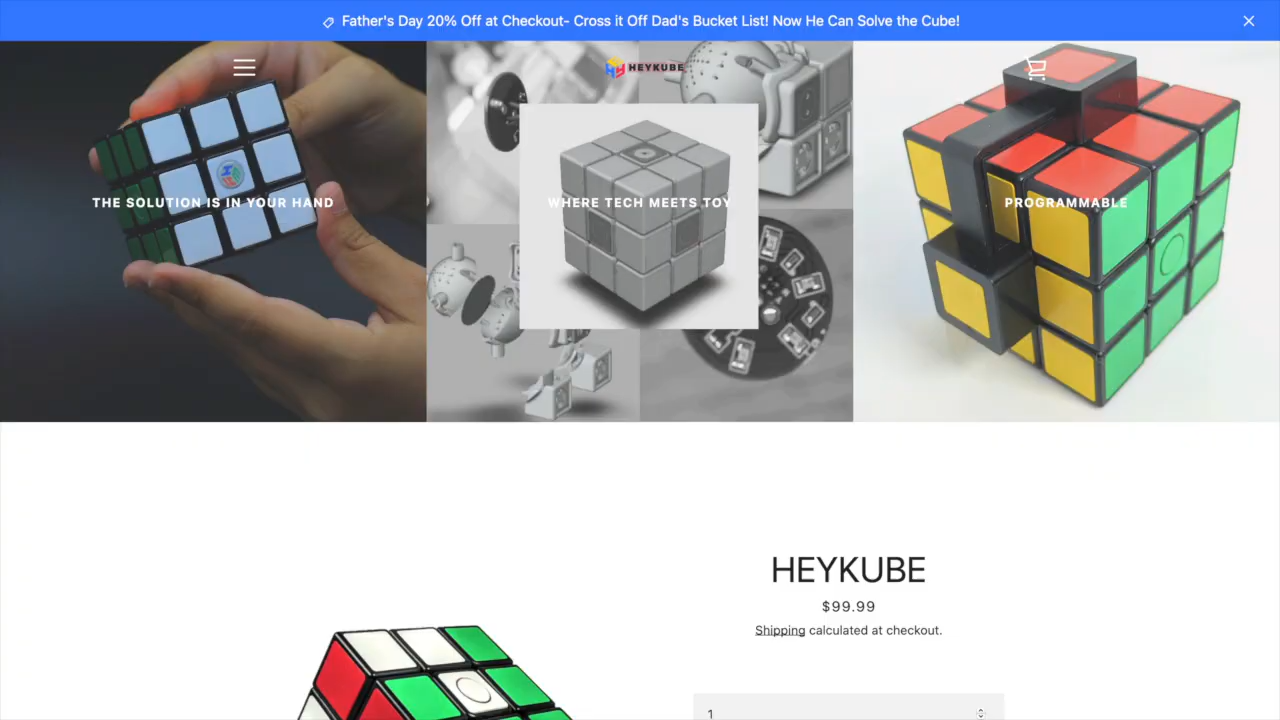 Father's Day 20% Off at Checkout- Cross it Off Dad's Bucket List! Now He Can Solve the Cube!
HEYKUBE
THE SOLUTION IS IN YOUR HAND
WHERE TECH MEETS TOY
PROGRAMMABLE
HEYKUBE
$99.99
Shipping calculated at checkout.
1